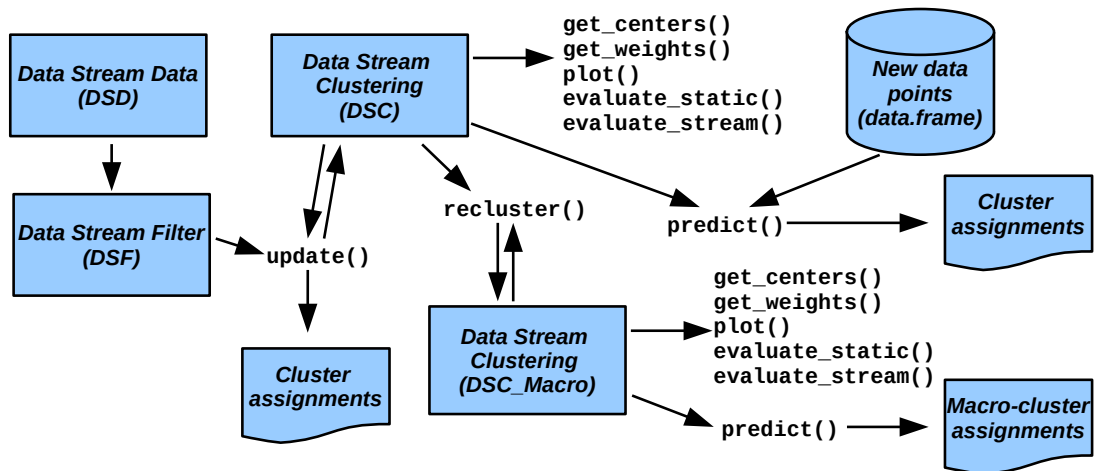 Data Stream Data
(DSD)
Data Stream
Clustering
(DSC)
get_centers()
get_weights()
plot()
evaluate_static()
evaluate_stream()
New data
points
(data.frame)
Data Stream Filter
(DSF)
update()
recluster()
predict()
Cluster
assignments
Cluster
assignments
Data Stream
Clustering
(DSC_Macro)
get_centers()
get_weights()
plot()
evaluate_static()
evaluate_stream()
predict()
Macro-cluster
assignments